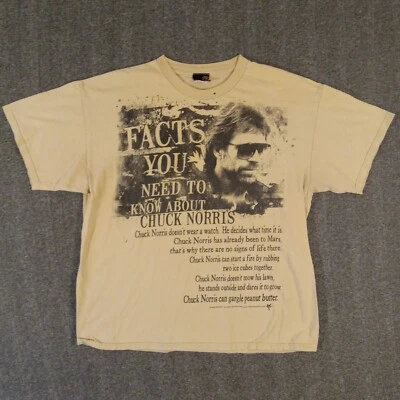 FACTS
YOU
NEED TO
KNOW ABOUT
CHUCK NORRIS
Chuck Norris doesn't wear a watch. He decides what time it is.
Chuck Norris has already been to Mars,
that's why there are no signs of life there.
Chuck Norris can start a fire by rubbing
two ice cubes together.
Chuck Norris doesn't mow his lawn,
he stands outside and dares it to grow.
Chuck Norris can gargle peanut butter.